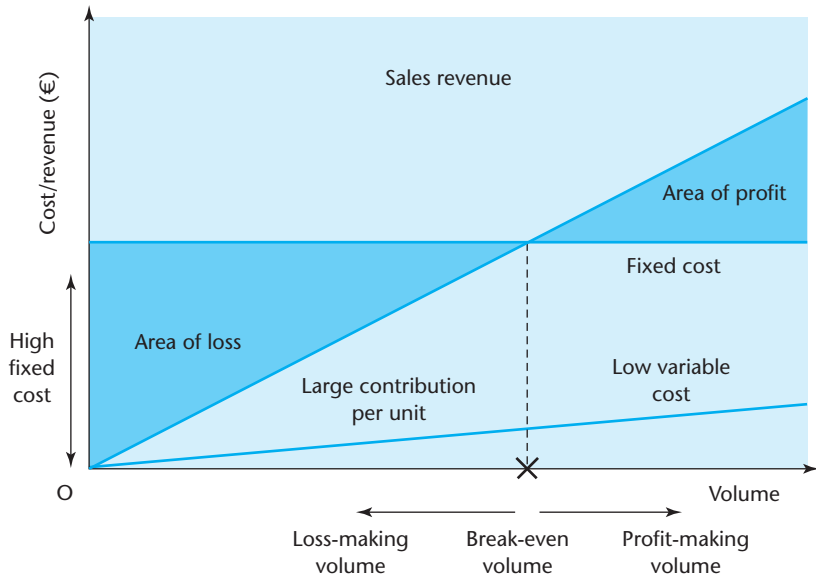 Cost/revenue (€)
Sales revenue
Area of profit
Fixed cost
High
fixed
cost
Area of loss
Large contribution
per unit
Low variable
cost
O
Volume
Loss-making
volume
Break-even
volume
Profit-making
volume